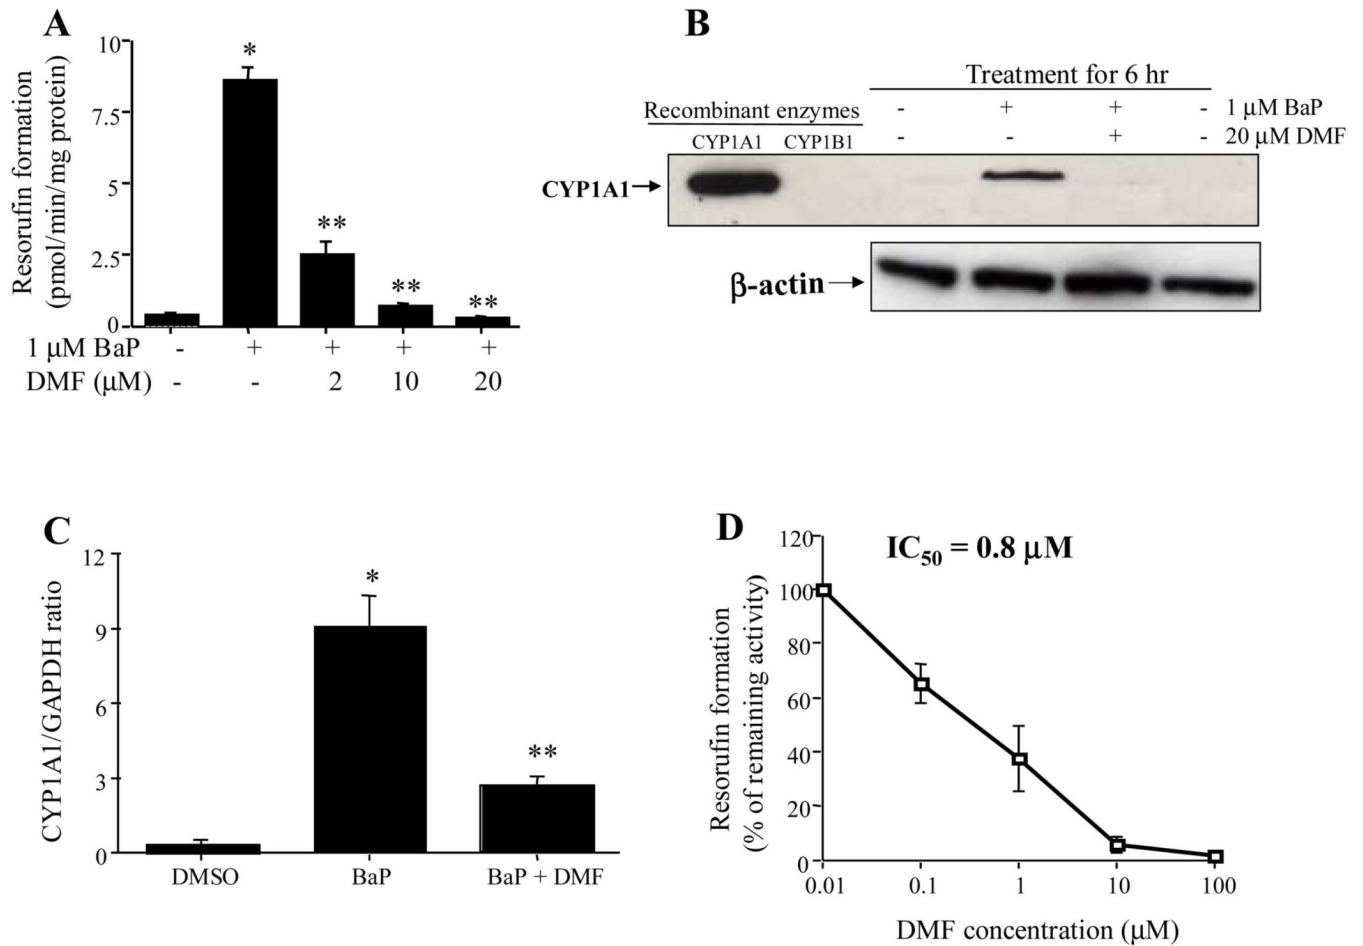 A
Resorufin formation
(pmol/min/mg protein)
10
7.5
5
2.5
0
*
**
**
**
1 μM BaP - + + + +
DMF (μM) - - 2 10 20
B
Treatment for 6 hr
Recombinant enzymes
- + + - 1 μM BaP
- - + - 20 μM DMF
CYP1A1 CYP1B1
CYP1A1
β-actin
C
CYP1A1/GAPDH ratio
12
9
6
3
0
*
**
DMSO BaP BaP + DMF
D
IC50 = 0.8 μM
Resorufin formation
(% of remaining activity)
120
100
80
60
40
20
0
0.01 0.1 1 10 100
DMF concentration (μM)